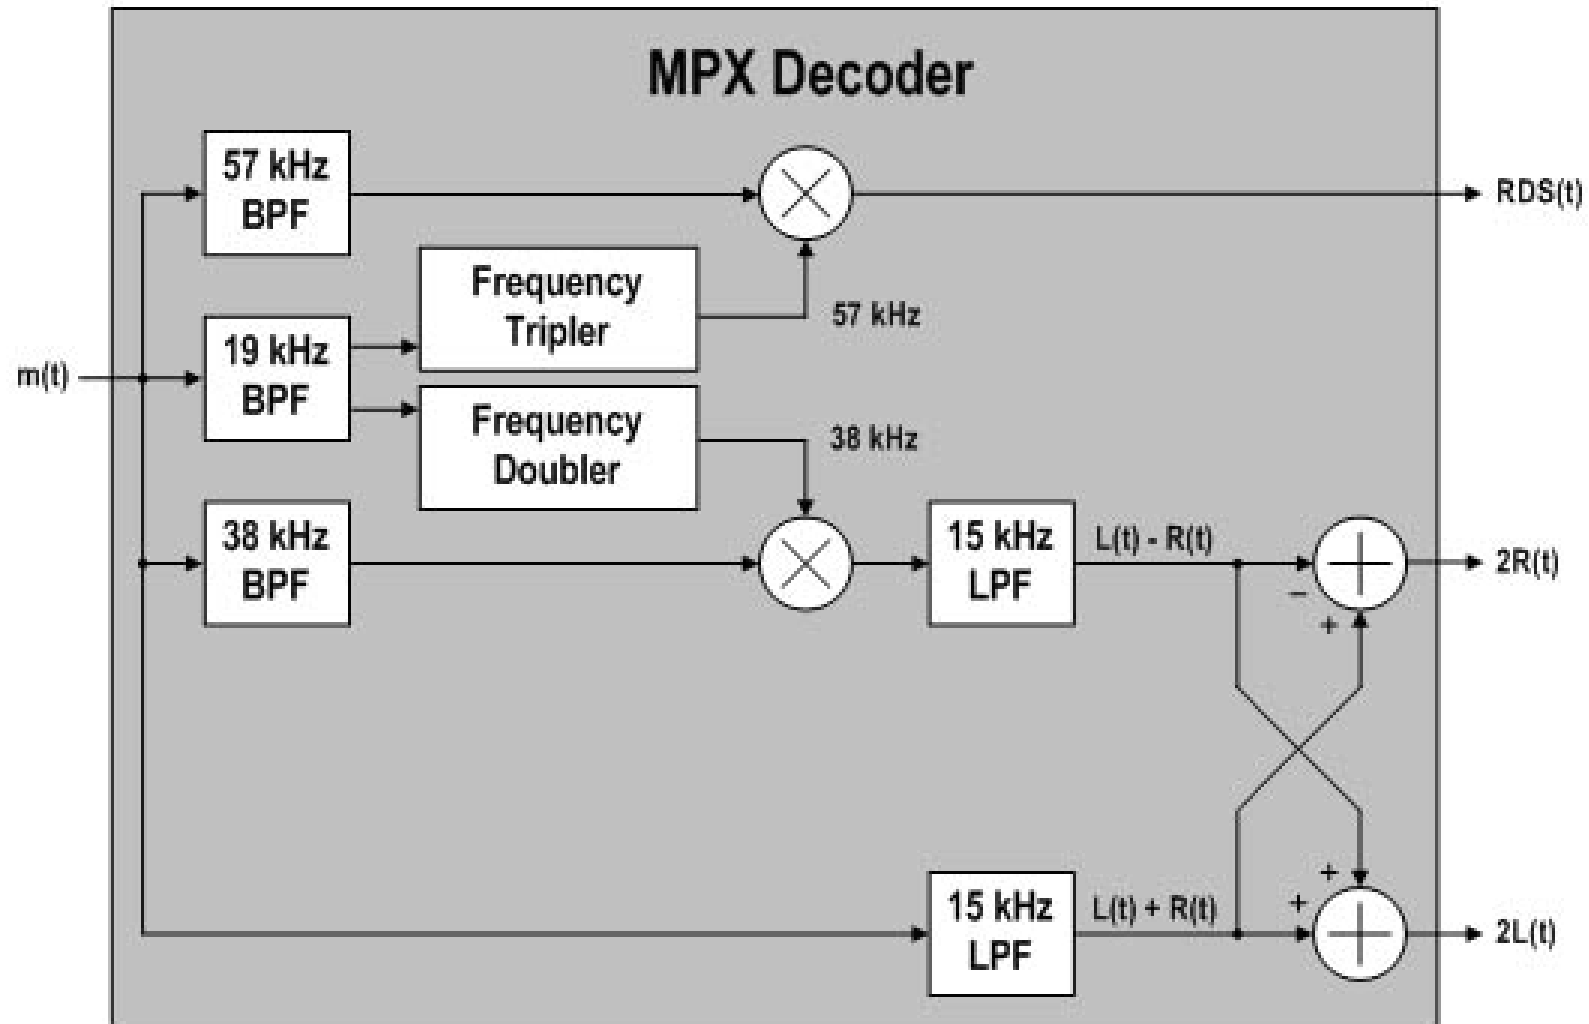 MPX Decoder
57 kHz
BPF
RDS(t)
Frequency
Tripler
57 kHz
19 kHz
BPF
m(t)
Frequency
Doubler
38 kHz
38 kHz
BPF
15 kHz
LPF
L(t) - R(t)
2R(t)
–
+
15 kHz
LPF
L(t) + R(t)
+
+
2L(t)